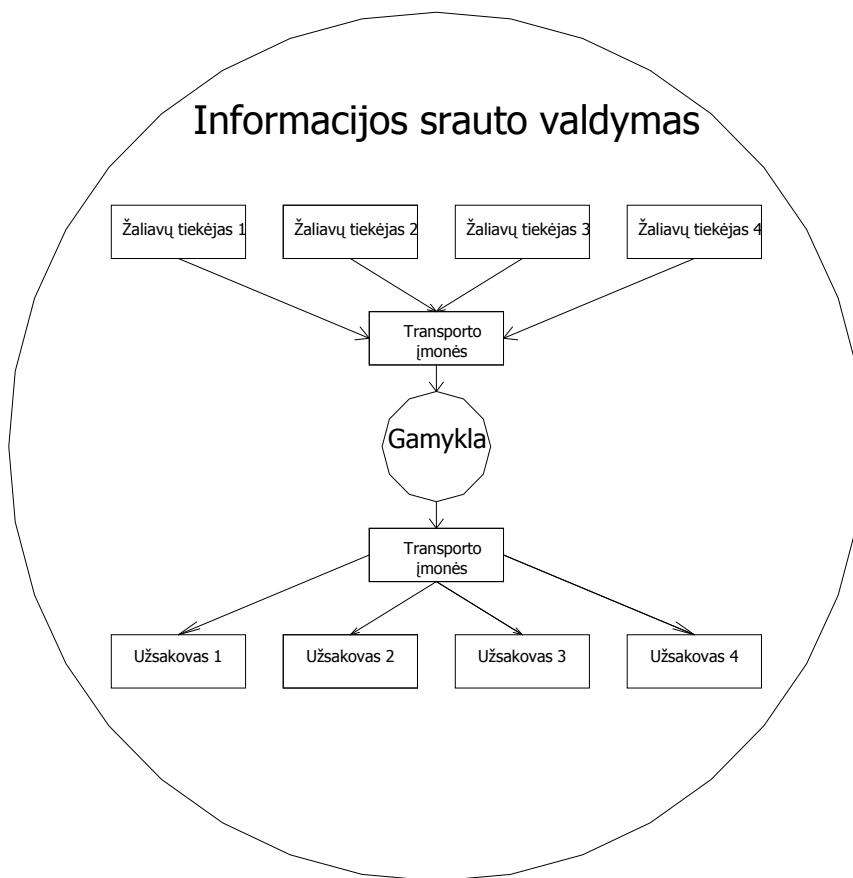 Informacijos srauto valdymas
Žaliavų tiekėjas 1
Žaliavų tiekėjas 2
Žaliavų tiekėjas 3
Žaliavų tiekėjas 4
Transporto
įmonės
Gamykla
Transporto
įmonės
Užsakovas 1
Užsakovas 2
Užsakovas 3
Užsakovas 4